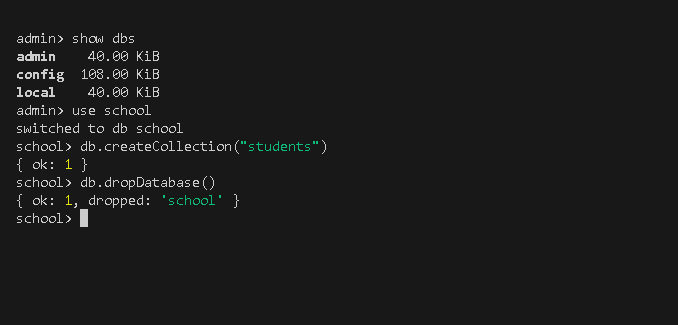 admin> show dbs
admin    40.00 KiB
config  108.00 KiB
local    40.00 KiB
admin> use school
switched to db school
school> db.createCollection("students")
{ ok: 1 }
school> db.dropDatabase()
{ ok: 1, dropped: 'school' }
school>